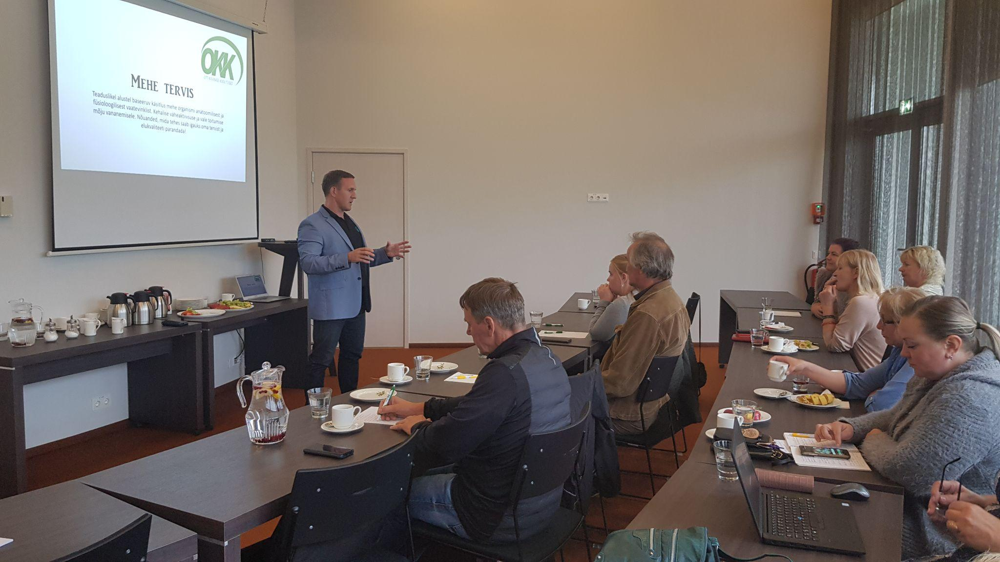 OKK
OTT KIIVIKASE KOOLITUSED
MEHE TERVIS
Teaduslikel alustel baseeruv käsitlus mehe organismi anatoomilisest ja
füsioloogilisest vaatevinklist. Kehalise väheaktiivsuse ja vale toitumise
mõju vananemisele. Nõuanded, mida tehes saab igaüks oma tervist ja
elukvaliteeti parandada!